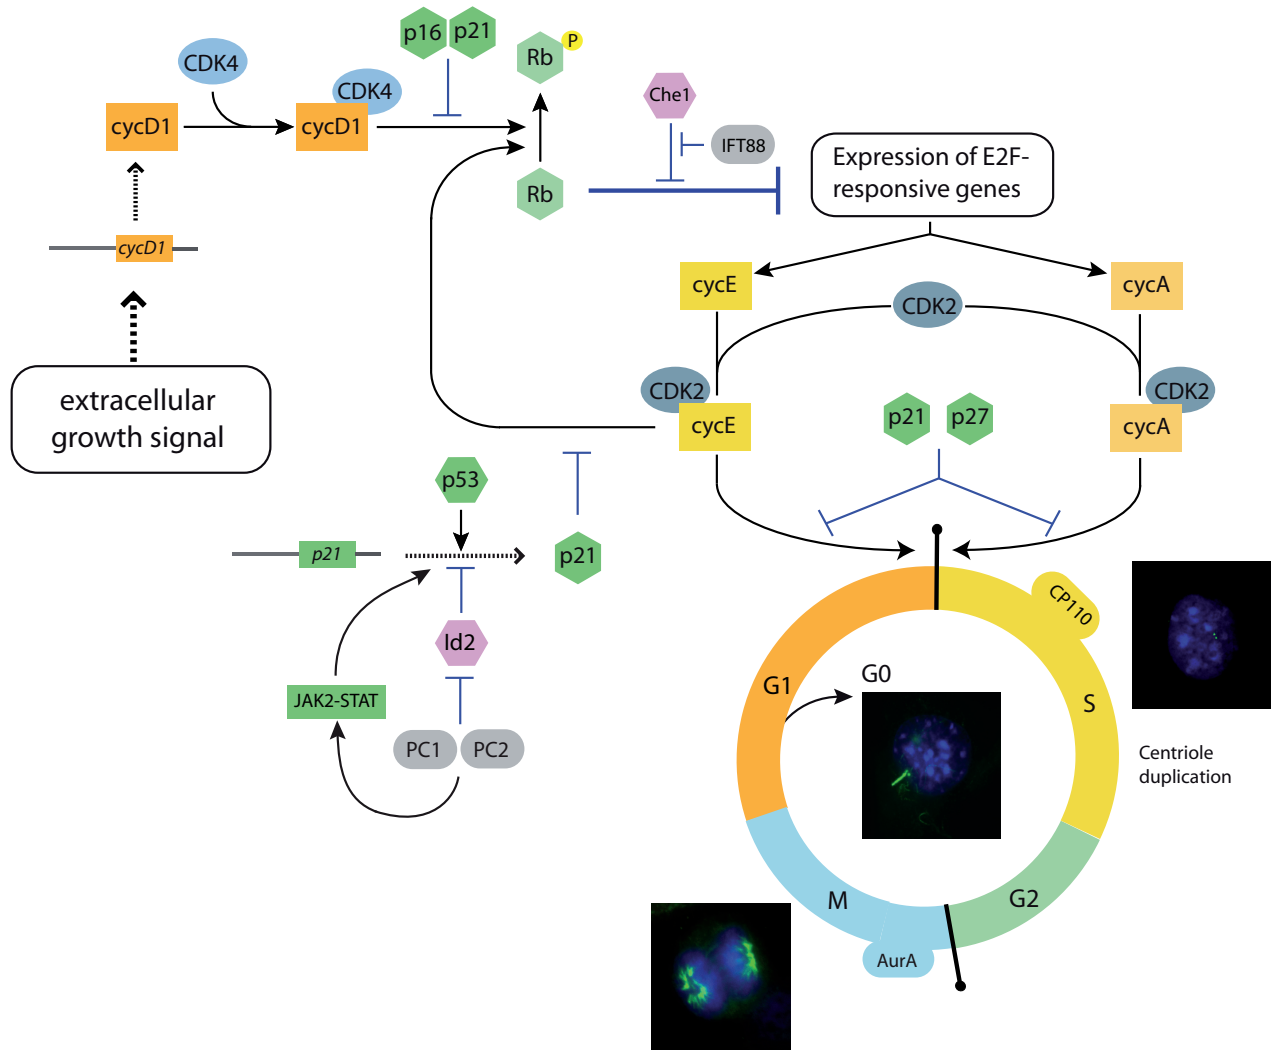 p16
p21
Rb
P
CDK4
CDK4
Che1
cycD1
cycD1
IFT88
Expression of E2F-
responsive genes
Rb
cycD1
cycE
cycA
CDK2
extracellular
growth signal
CDK2
cycE
p21
p27
CDK2
cycA
p53
p21
p21
CP110
Id2
G1
G0
S
JAK2-STAT
PC1
PC2
Centriole
duplication
M
G2
AurA